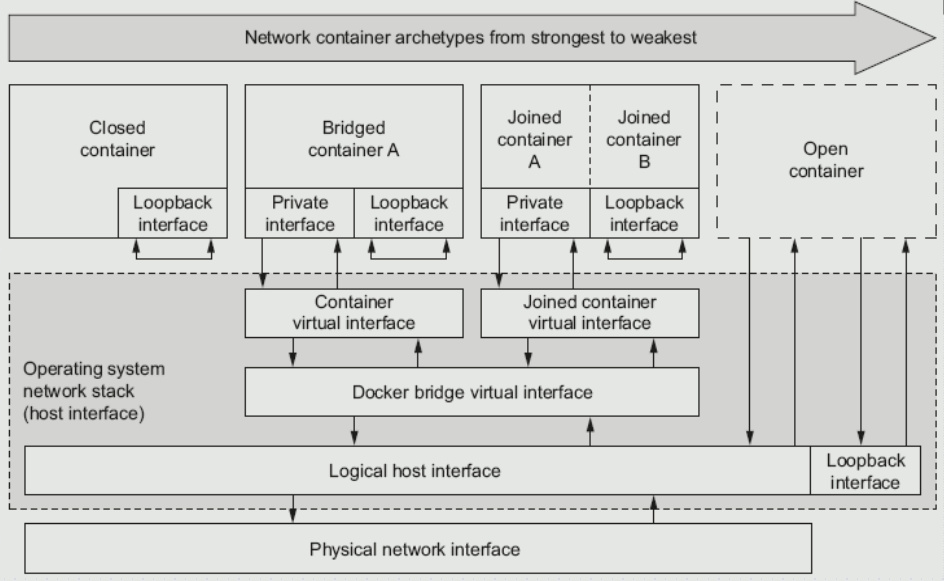 Network container archetypes from strongest to weakest
Closed
container
Loopback
interface
Bridged
container A
Private
interface
Loopback
interface
Joined
container
A
Joined
container
B
Private
interface
Loopback
interface
Open
container
Container
virtual interface
Joined container
virtual interface
Operating system
network stack
(host interface)
Docker bridge virtual interface
Logical host interface
Loopback
interface
Physical network interface